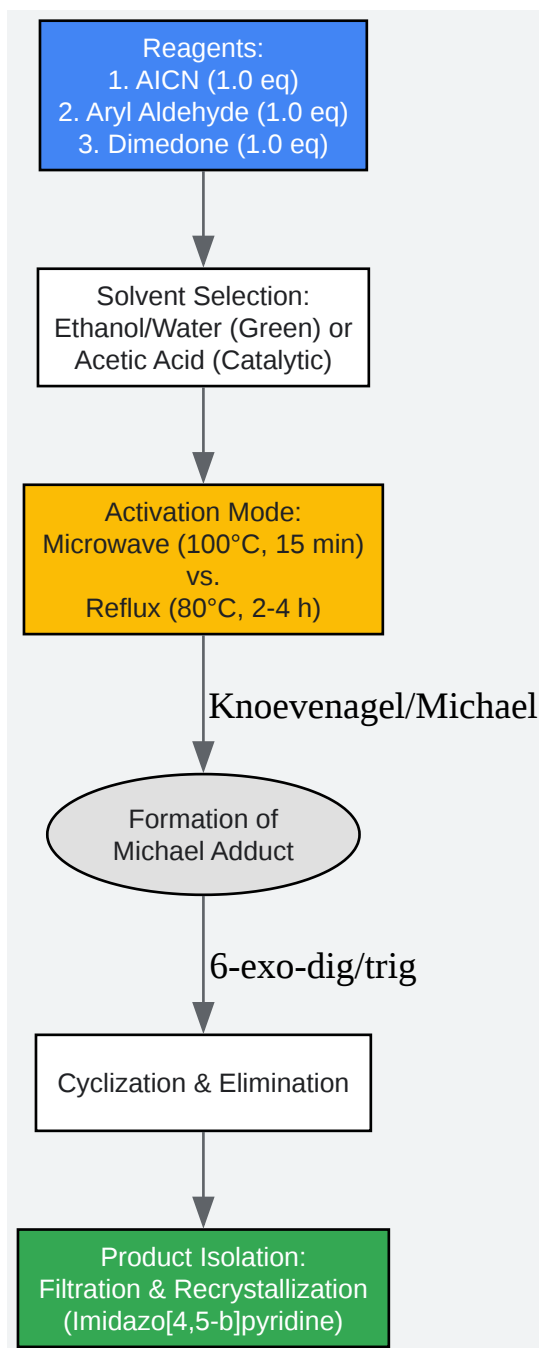 Reagents:
1. AICN (1.0 eq)
2. Aryl Aldehyde (1.0 eq)
3. Dimedone (1.0 eq)
Solvent Selection:
Ethanol/Water (Green) or
Acetic Acid (Catalytic)
Activation Mode:
Microwave (100°C, 15 min)
vs.
Reflux (80°C, 2-4 h)
Knoevenagel/Michael
Formation of
Michael Adduct
6-exo-dig/trig
Cyclization & Elimination
Product Isolation:
Filtration & Recrystallization
(Imidazo[4,5-b]pyridine)